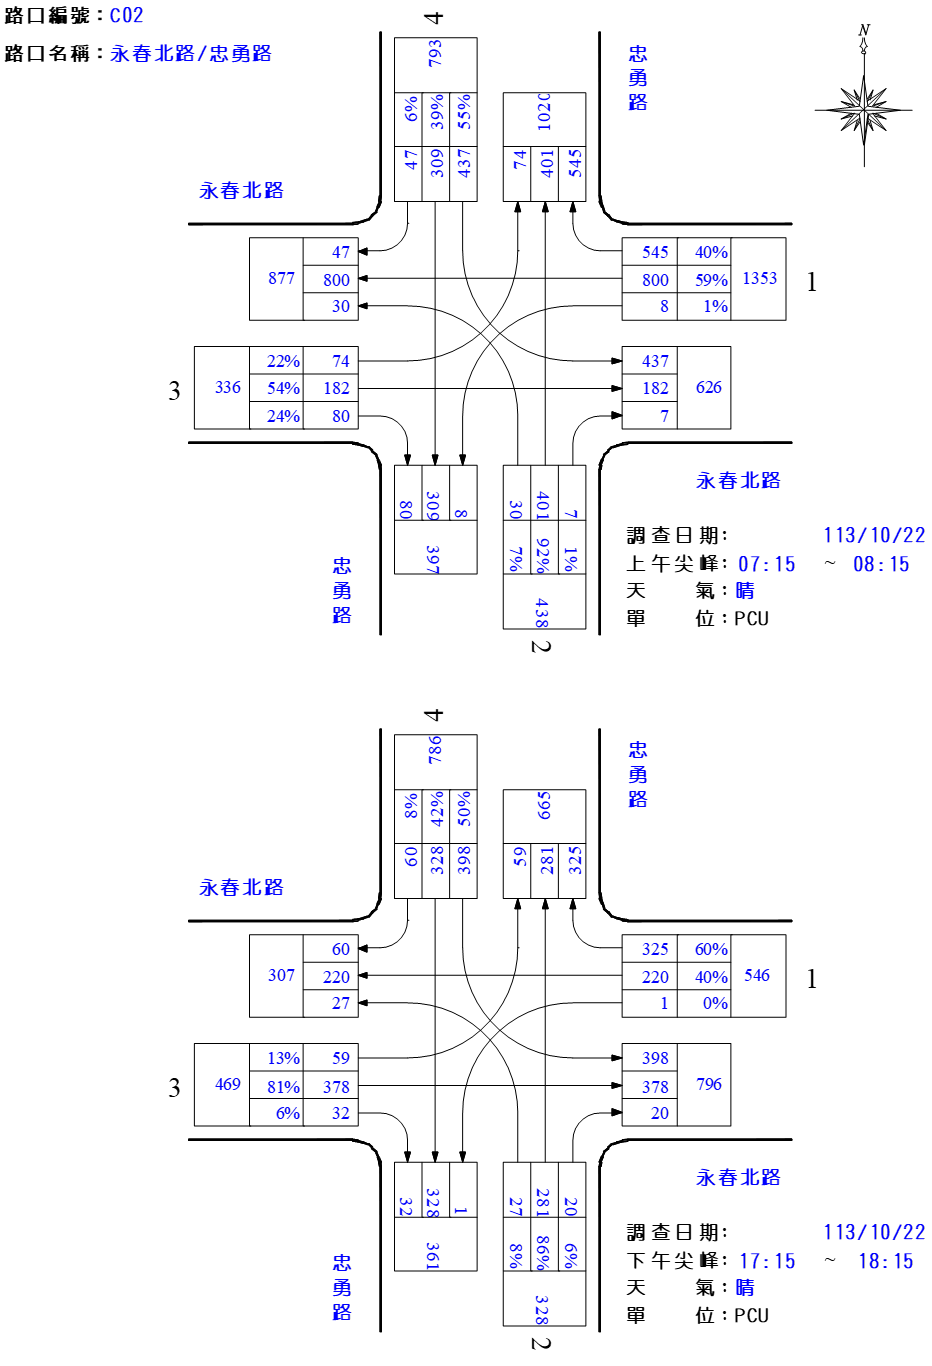 路口編號：C02
路口名稱：永春北路/忠勇路
N
4
793
6% 39% 55%
47 309 437
1020
74 401 545
忠勇路
永春北路
877
47
800
30
545 40%
800 59%
8 1%
1353
1
3
336
22% 74
54% 182
24% 80
437
182
7
626
80 309 8
397
30 401 7
7% 92% 1%
438
2
忠勇路
永春北路
調查日期: 113/10/22
上午尖峰: 07:15 ~ 08:15
天 氣：晴
單 位：PCU
4
786
8% 42% 50%
60 328 398
665
59 281 325
忠勇路
永春北路
307
60
220
27
325 60%
220 40%
1 0%
546
1
3
469
13% 59
81% 378
6% 32
398
378
20
796
32 328 1
361
27 281 20
8% 86% 6%
328
2
忠勇路
永春北路
調查日期: 113/10/22
下午尖峰: 17:15 ~ 18:15
天 氣：晴
單 位：PCU